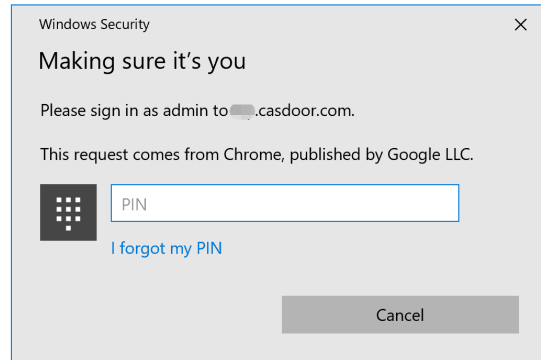 Windows Security
Making sure it's you
Please sign in as admin to .casdoor.com.
This request comes from Chrome, published by Google LLC.
PIN
I forgot my PIN
Cancel